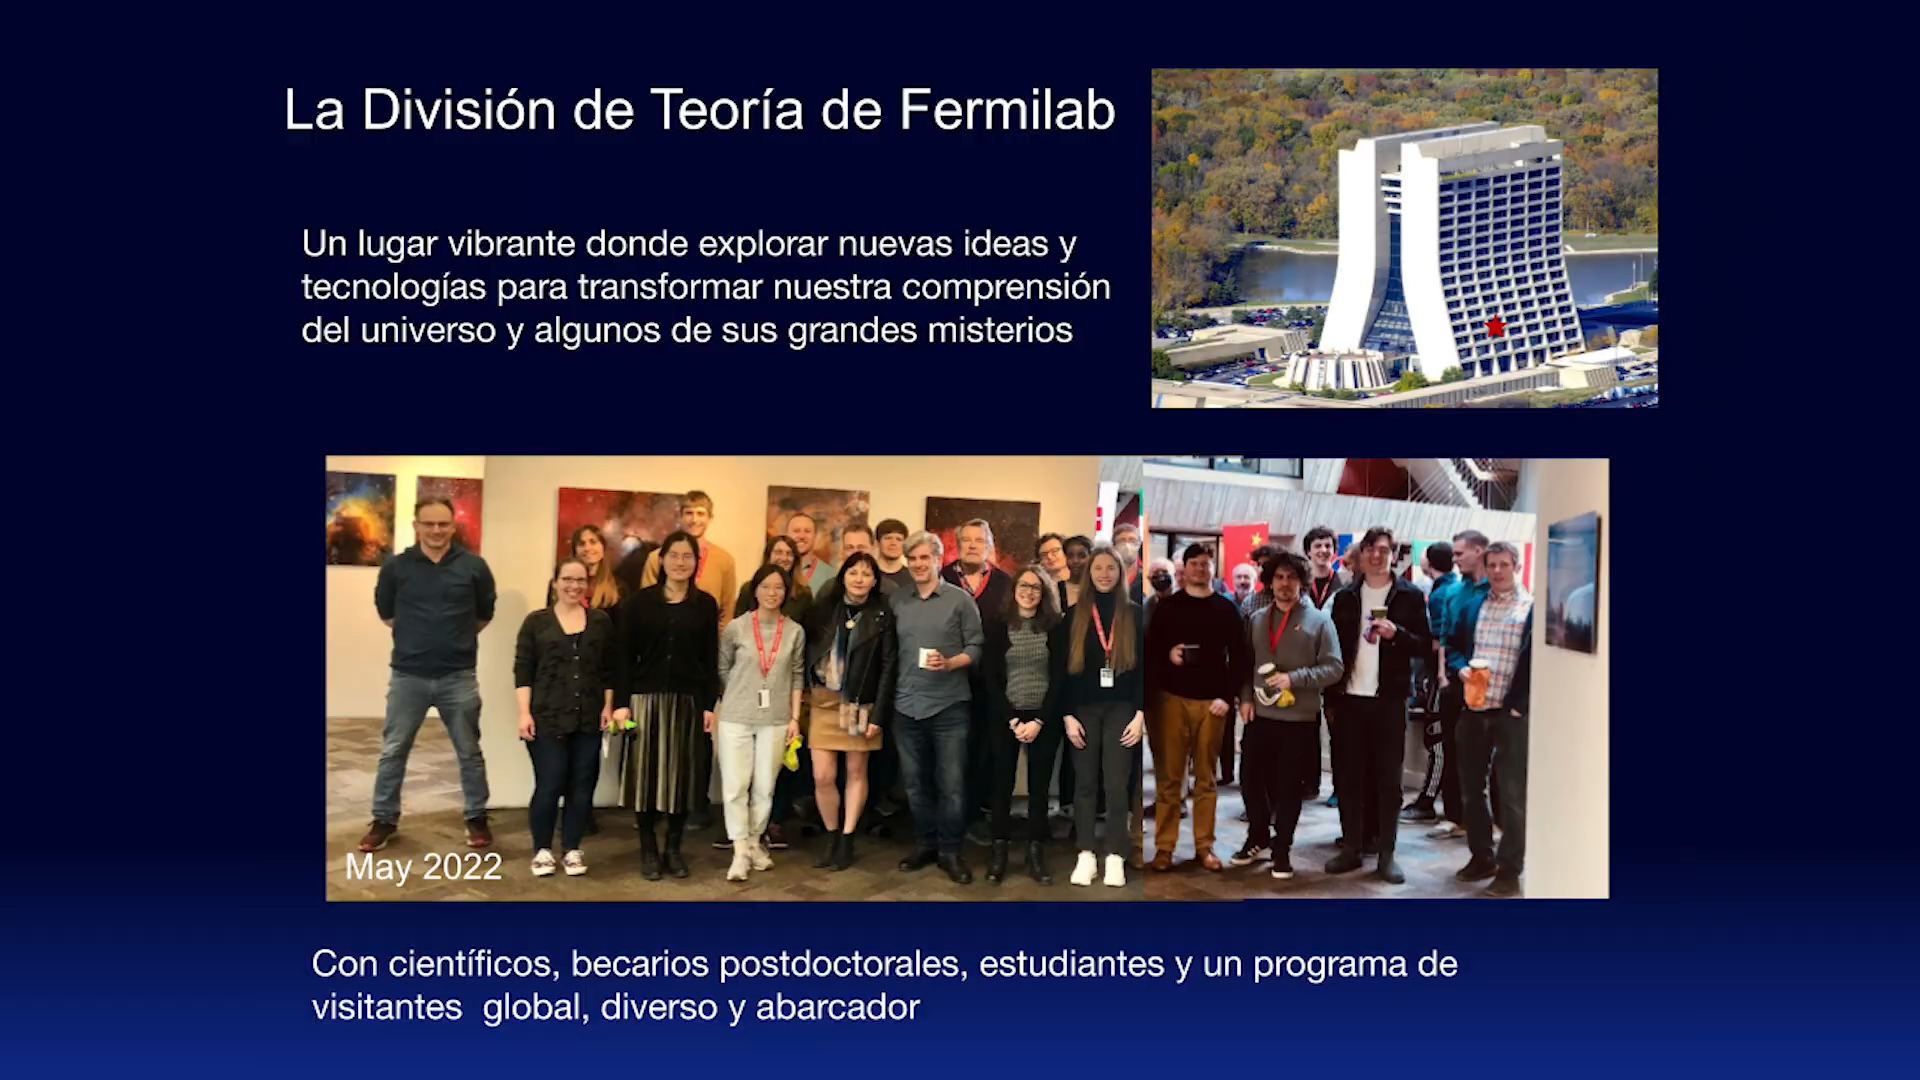 La División de Teoría de Fermilab
Un lugar vibrante donde explorar nuevas ideas y
tecnologías para transformar nuestra comprensión
del universo y algunos de sus grandes misterios
May 2022
Con científicos, becarios postdoctorales, estudiantes y un programa de
visitantes  global, diverso y abarcador